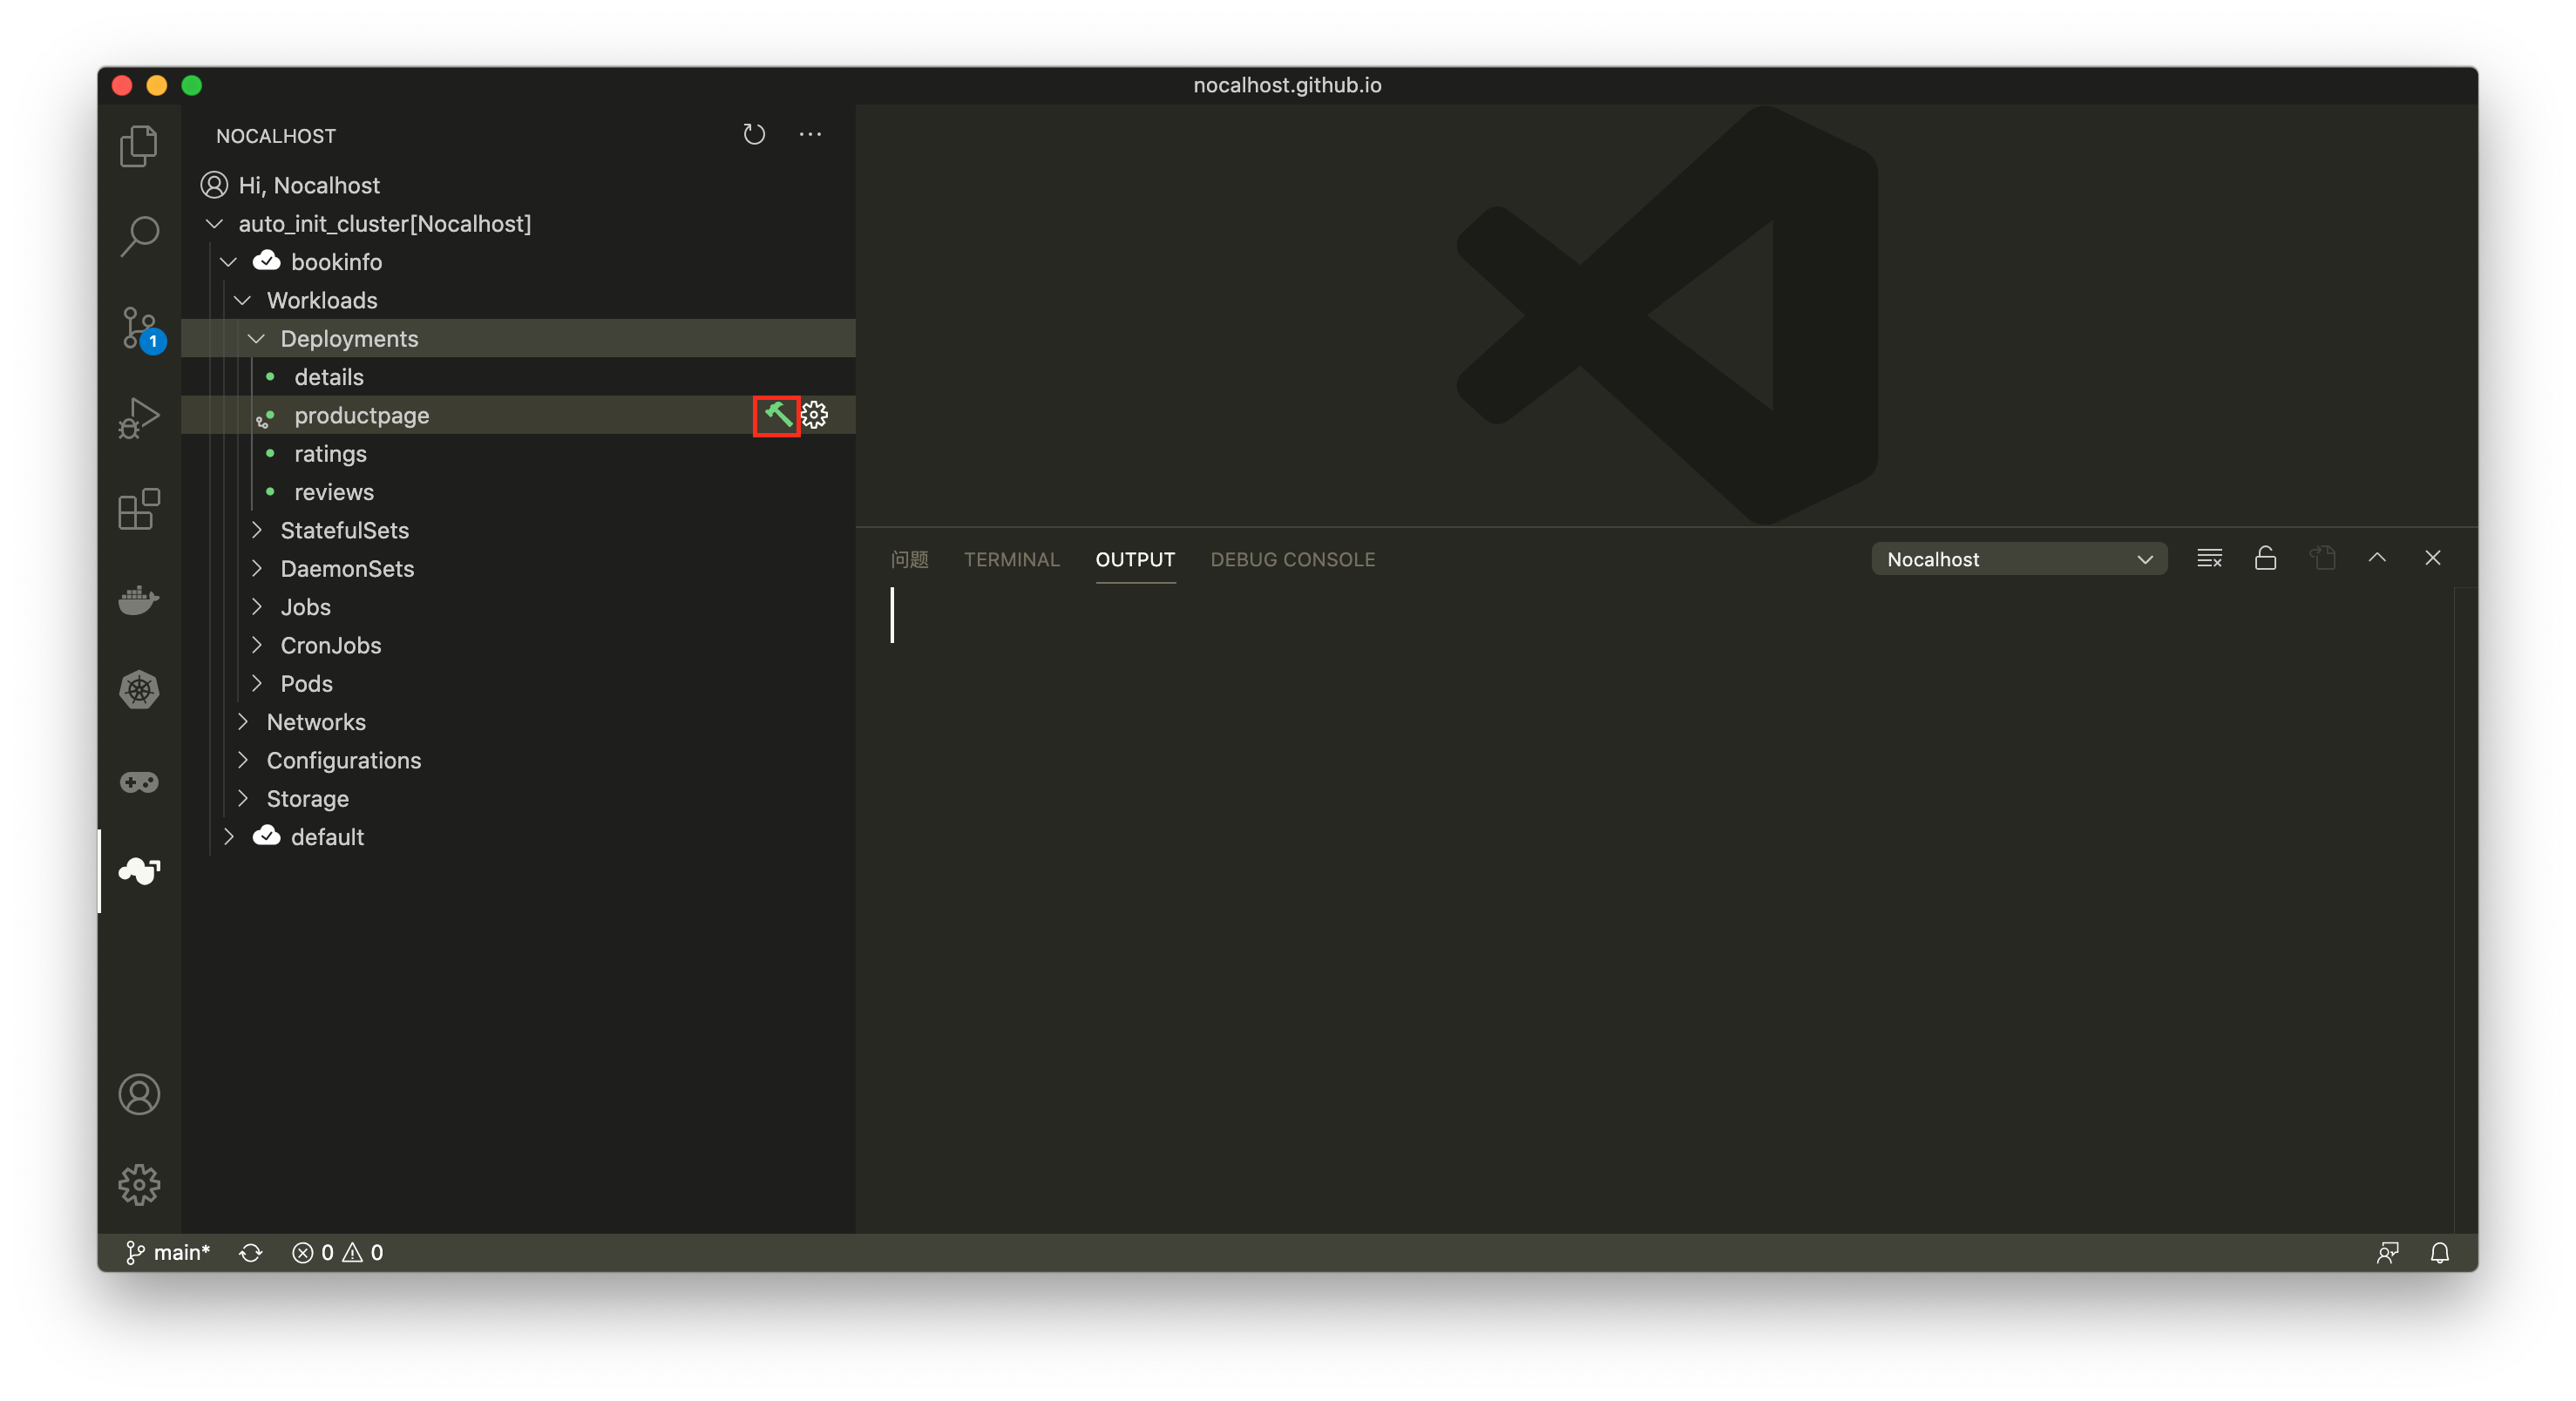 nocalhost.github.io
NOCALHOST
Hi, Nocalhost
auto_init_cluster[Nocalhost]
bookinfo
Workloads
Deployments
details
productpage
ratings
reviews
StatefulSets
DaemonSets
Jobs
CronJobs
Pods
Networks
Configurations
Storage
default
1
问题 TERMINAL OUTPUT DEBUG CONSOLE Nocalhost
main* 0 0